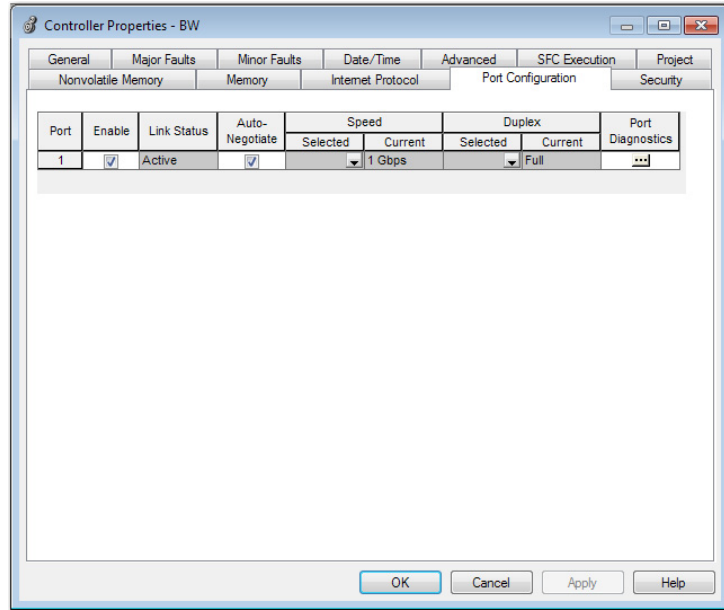 Controller Properties - BW
General Major Faults Minor Faults Date/Time Advanced SFC Execution Project
Nonvolatile Memory Memory Internet Protocol Port Configuration Security
Port Enable Link Status Auto-Negotiate Speed Duplex Port Diagnostics
Selected Current Selected Current
1 Active 1 Gbps Full ...
OK Cancel Apply Help